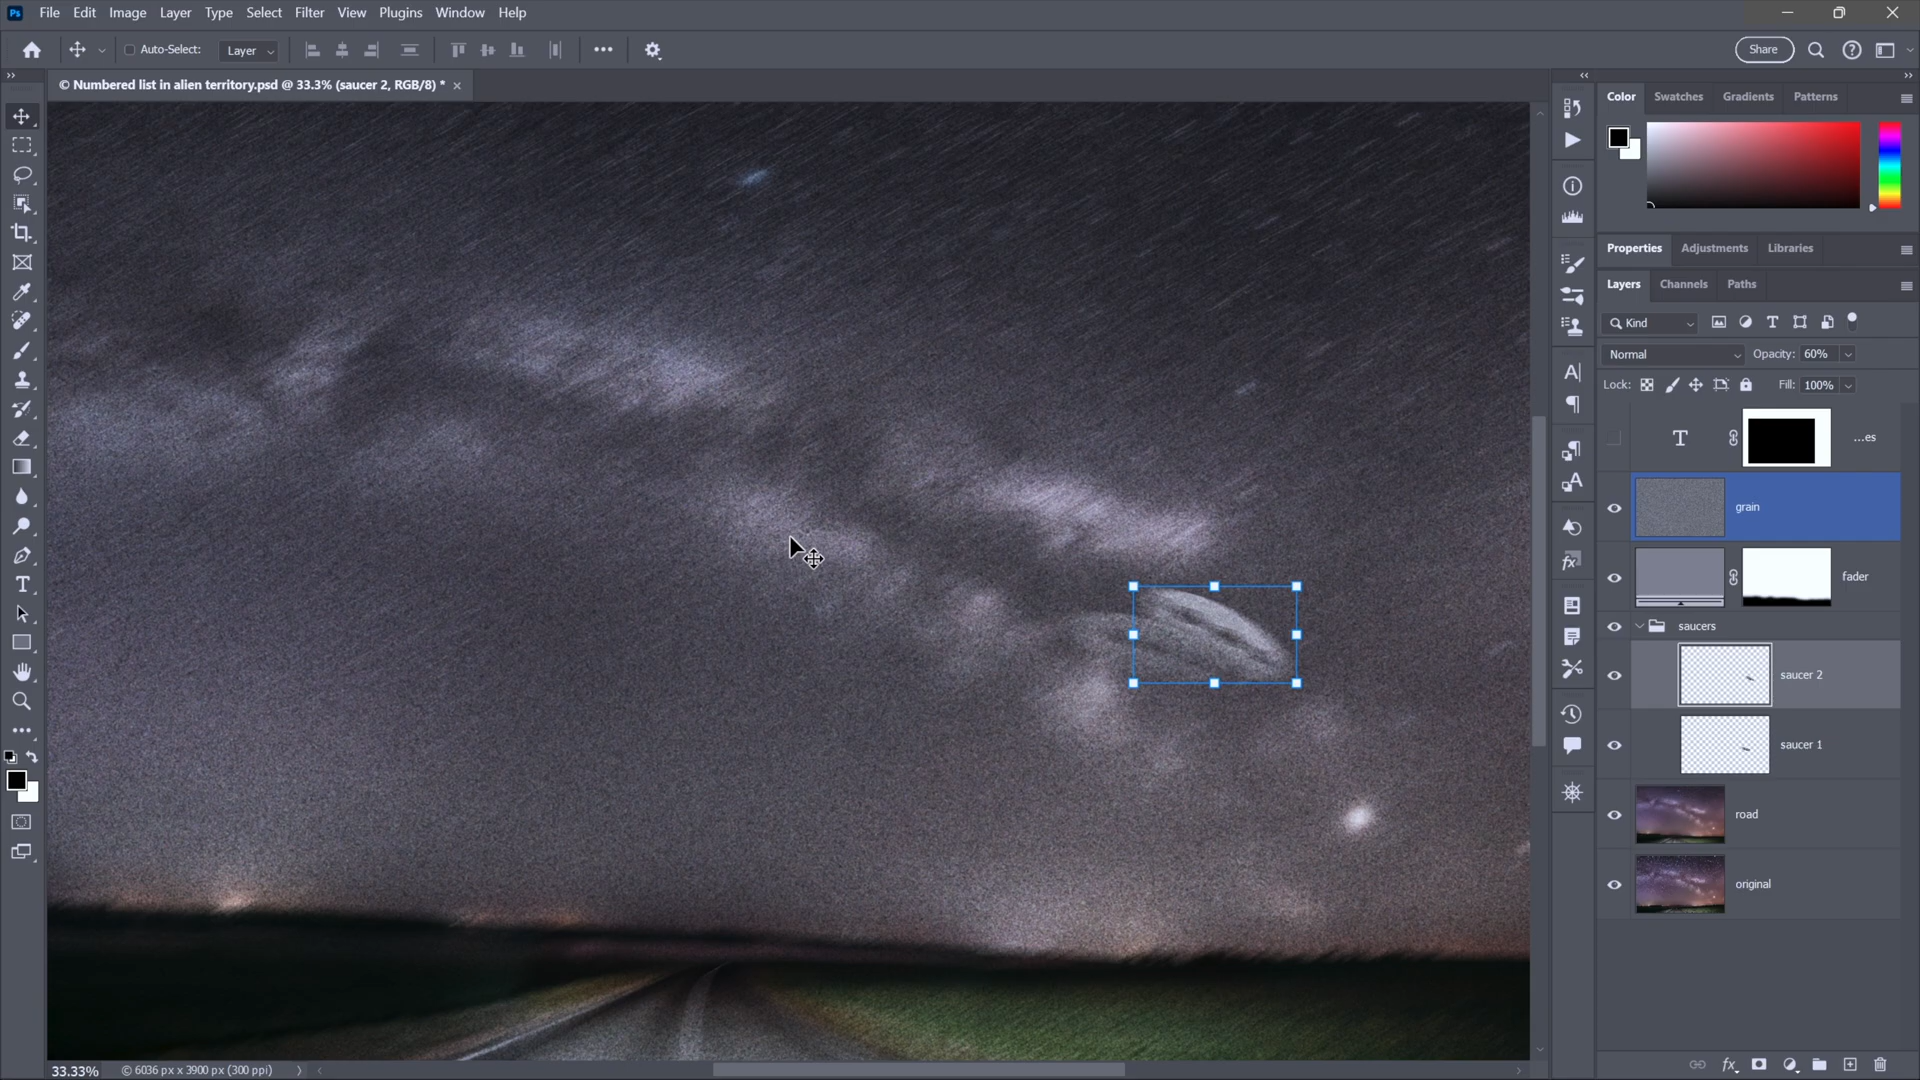 Ps File Edit Image Layer Type Select Filter View Plugins Window Help
Auto-Select: Layer Share
© Numbered list in alien territory.psd @ 33.3% (saucer 2, RGB/8) *
Color Swatches Gradients Patterns
Properties Adjustments Libraries
Layers Channels Paths
Kind
Normal Opacity: 60%
Lock: Fill: 100%
...es
grain
fader
saucers
saucer 2
saucer 1
road
original
33.33% © 6036 px x 3900 px (300 ppi)